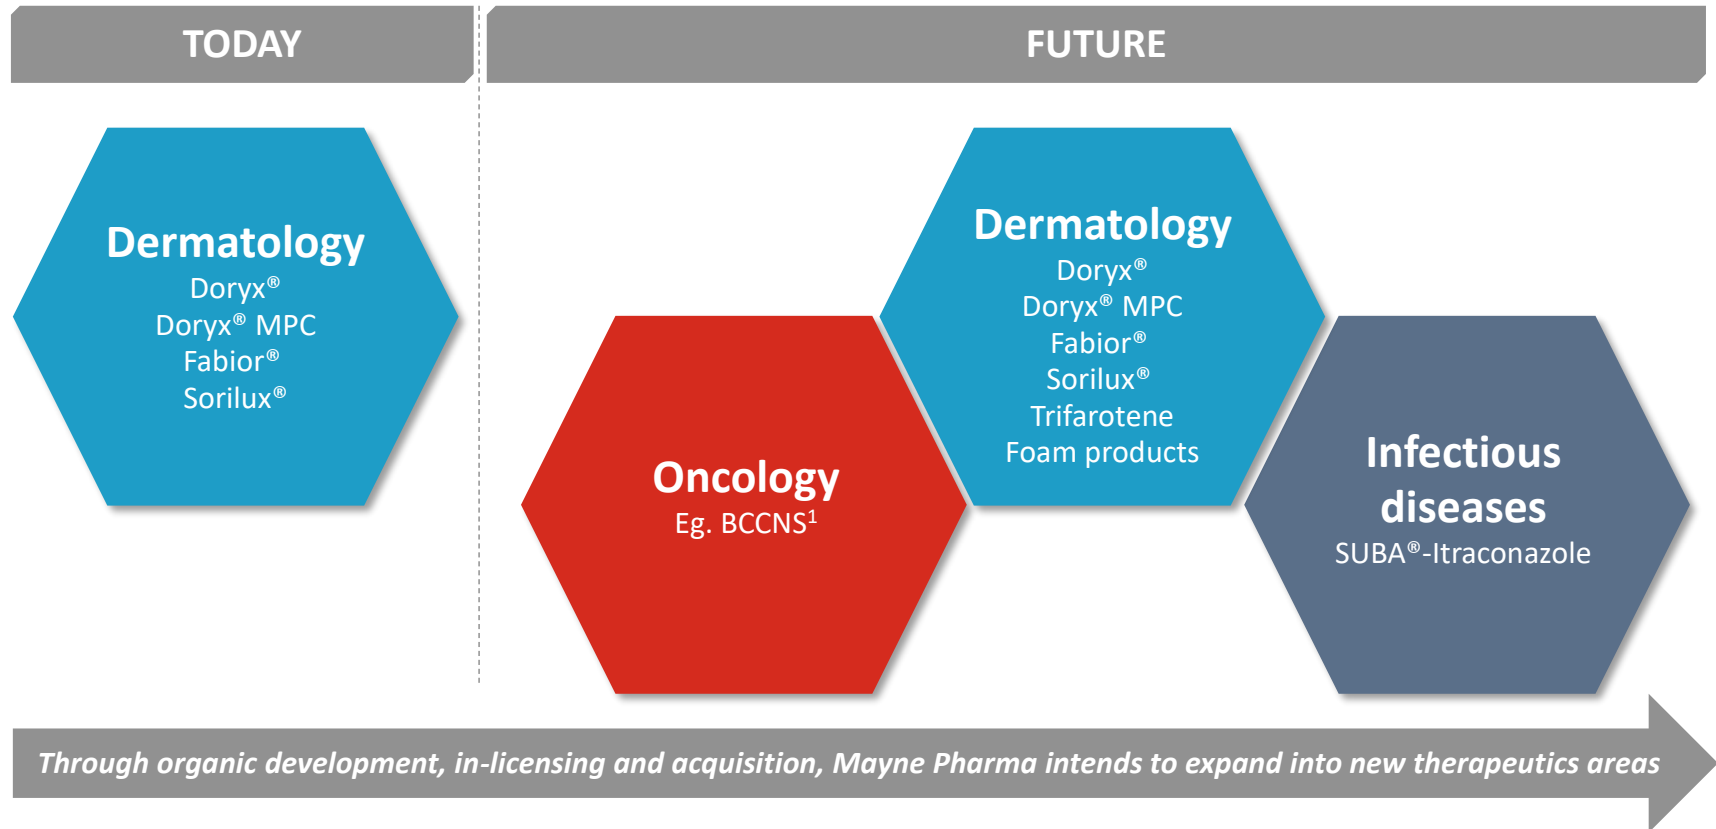 TODAY
FUTURE
Dermatology
Doryx®
Doryx® MPC
Fabior®
Sorilux®
Oncology
Eg. BCCNS¹
Dermatology
Doryx®
Doryx® MPC
Fabior®
Sorilux®
Trifarotene
Foam products
Infectious
diseases
SUBA®-Itraconazole
Through organic development, in-licensing and acquisition, Mayne Pharma intends to expand into new therapeutics areas